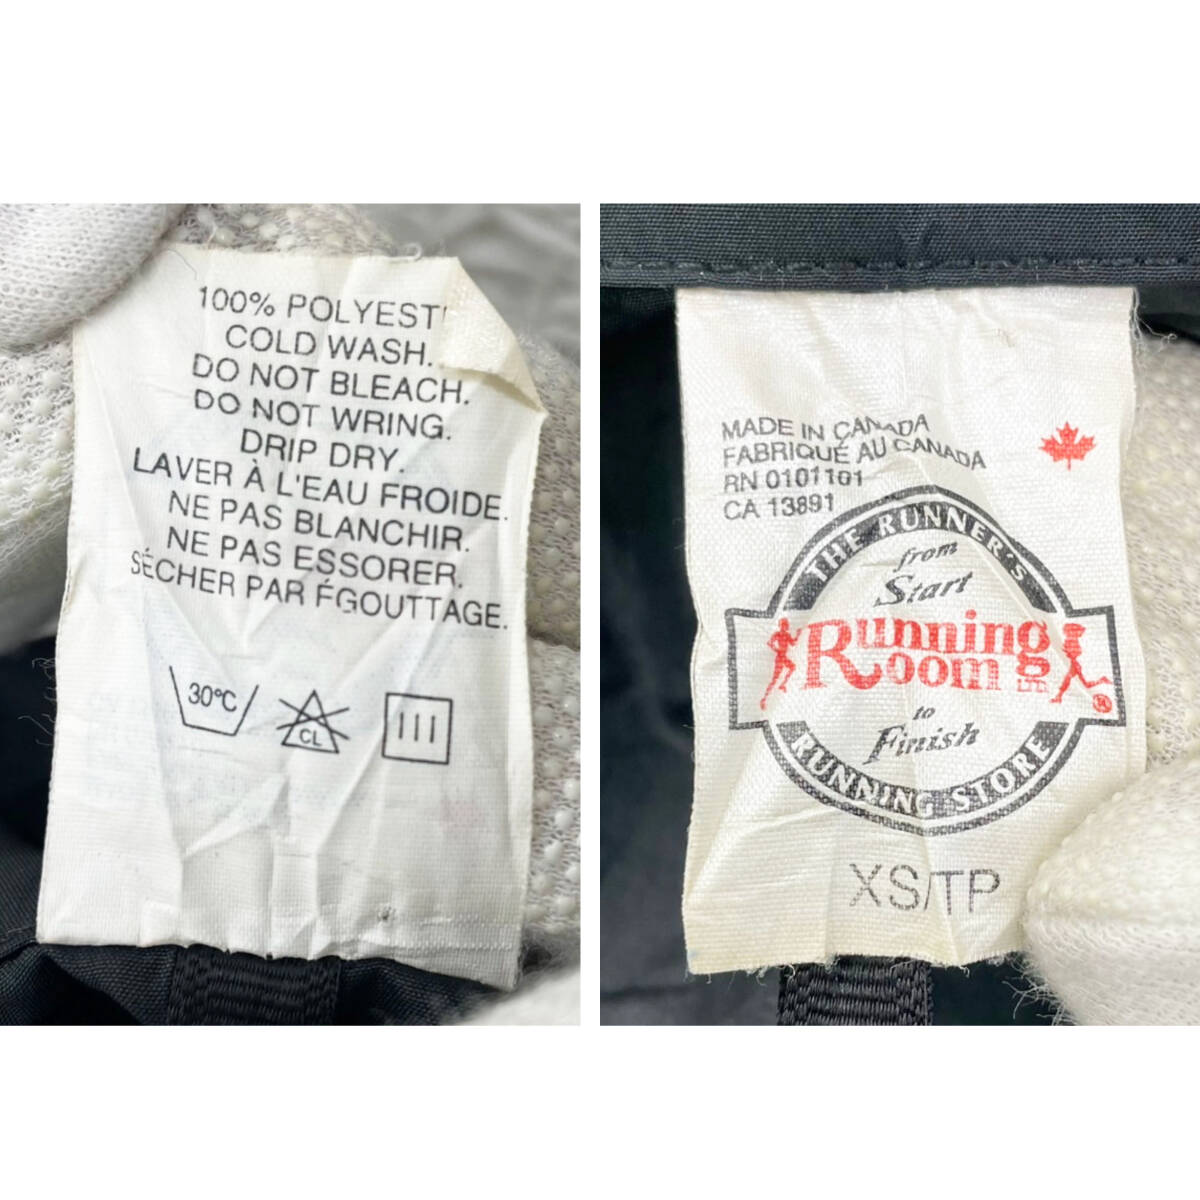 100% POLYEST
COLD WASH.
DO NOT BLEACH.
DO NOT WRING.
DRIP DRY.
LAVER À L'EAU FROIDE.
NE PAS BLANCHIR.
NE PAS ESSORER.
SÉCHER PAR ÉGOUTTAGE.
30°C
CL
MADE IN CANADA
FABRIQUÉ AU CANADA
RN 0101101
CA 13891
THE RUNNER'S
from
Start
Running
Room LTD
®
to
Finish
RUNNING STORE
XS/TP